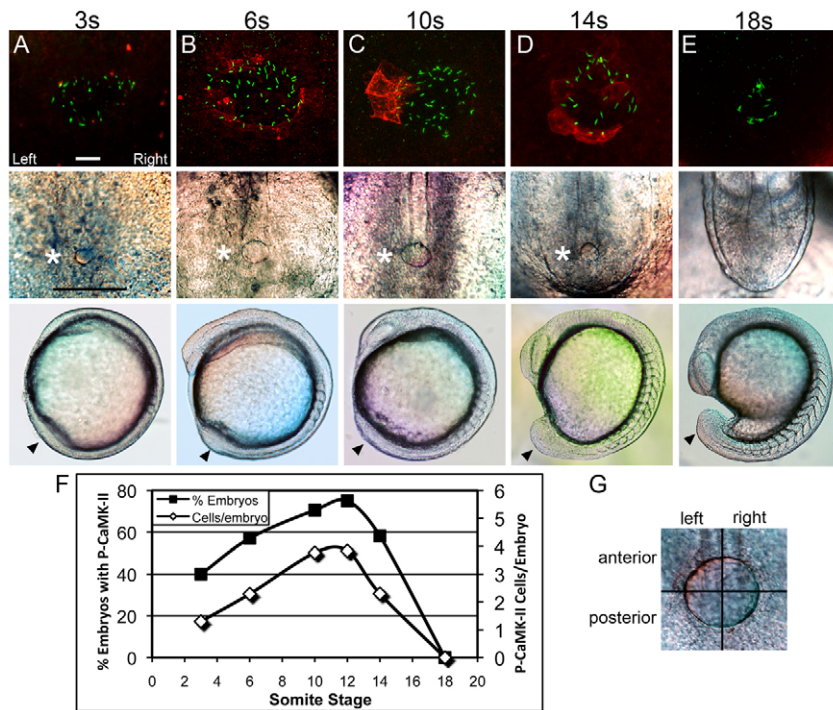 3s 6s 10s 14s 18s
A B C D E
Left Right
* * * *
F G
80 6
% Embryos
Cells/embryo
60 5
4
40 3
20 2
1
0 0
0 2 4 6 8 10 12 14 16 18 20
Somite Stage
% Embryos with P-CaMK-II
P-CaMK-II Cells/Embryo
left right
anterior
posterior